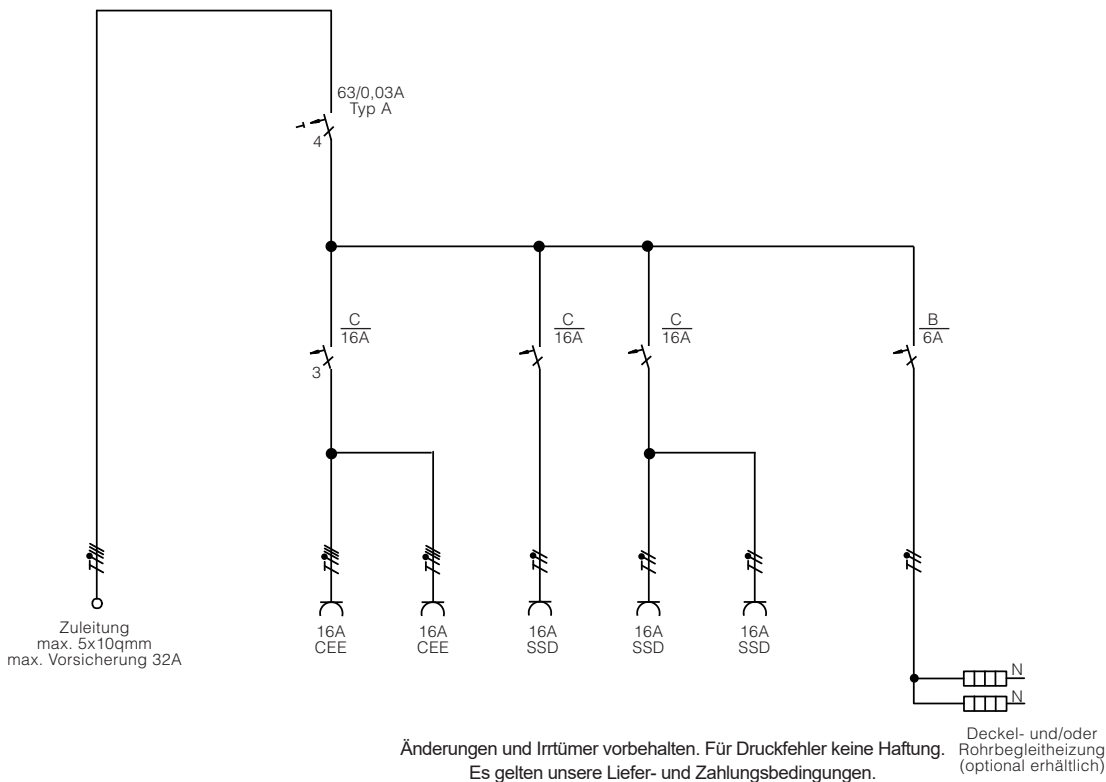 63/0,03A
Typ A
4
C
16A
C
16A
C
16A
B
6A
3
Zuleitung
max. 5x10qmm
max. Vorsicherung 32A
16A
CEE
16A
CEE
16A
SSD
16A
SSD
16A
SSD
N
N
Deckel- und/oder
Rohrbegleitheizung
(optional erhältlich)
Änderungen und Irrtümer vorbehalten. Für Druckfehler keine Haftung.
Es gelten unsere Liefer- und Zahlungsbedingungen.